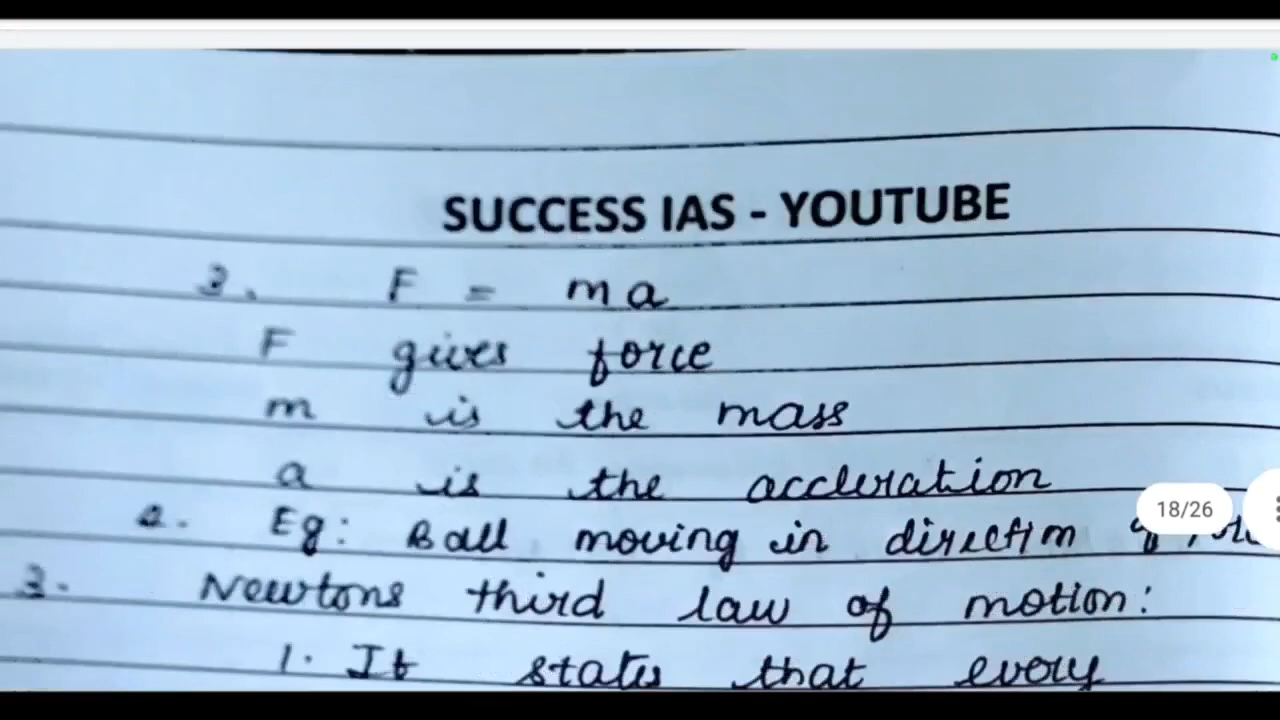 SUCCESS IAS - YOUTUBE
3. F = ma
F gives force
m is the mass
a is the accleration
2. Eg: Ball moving in direction of
18/26
3. Newtons third law of motion:
1. It states that every